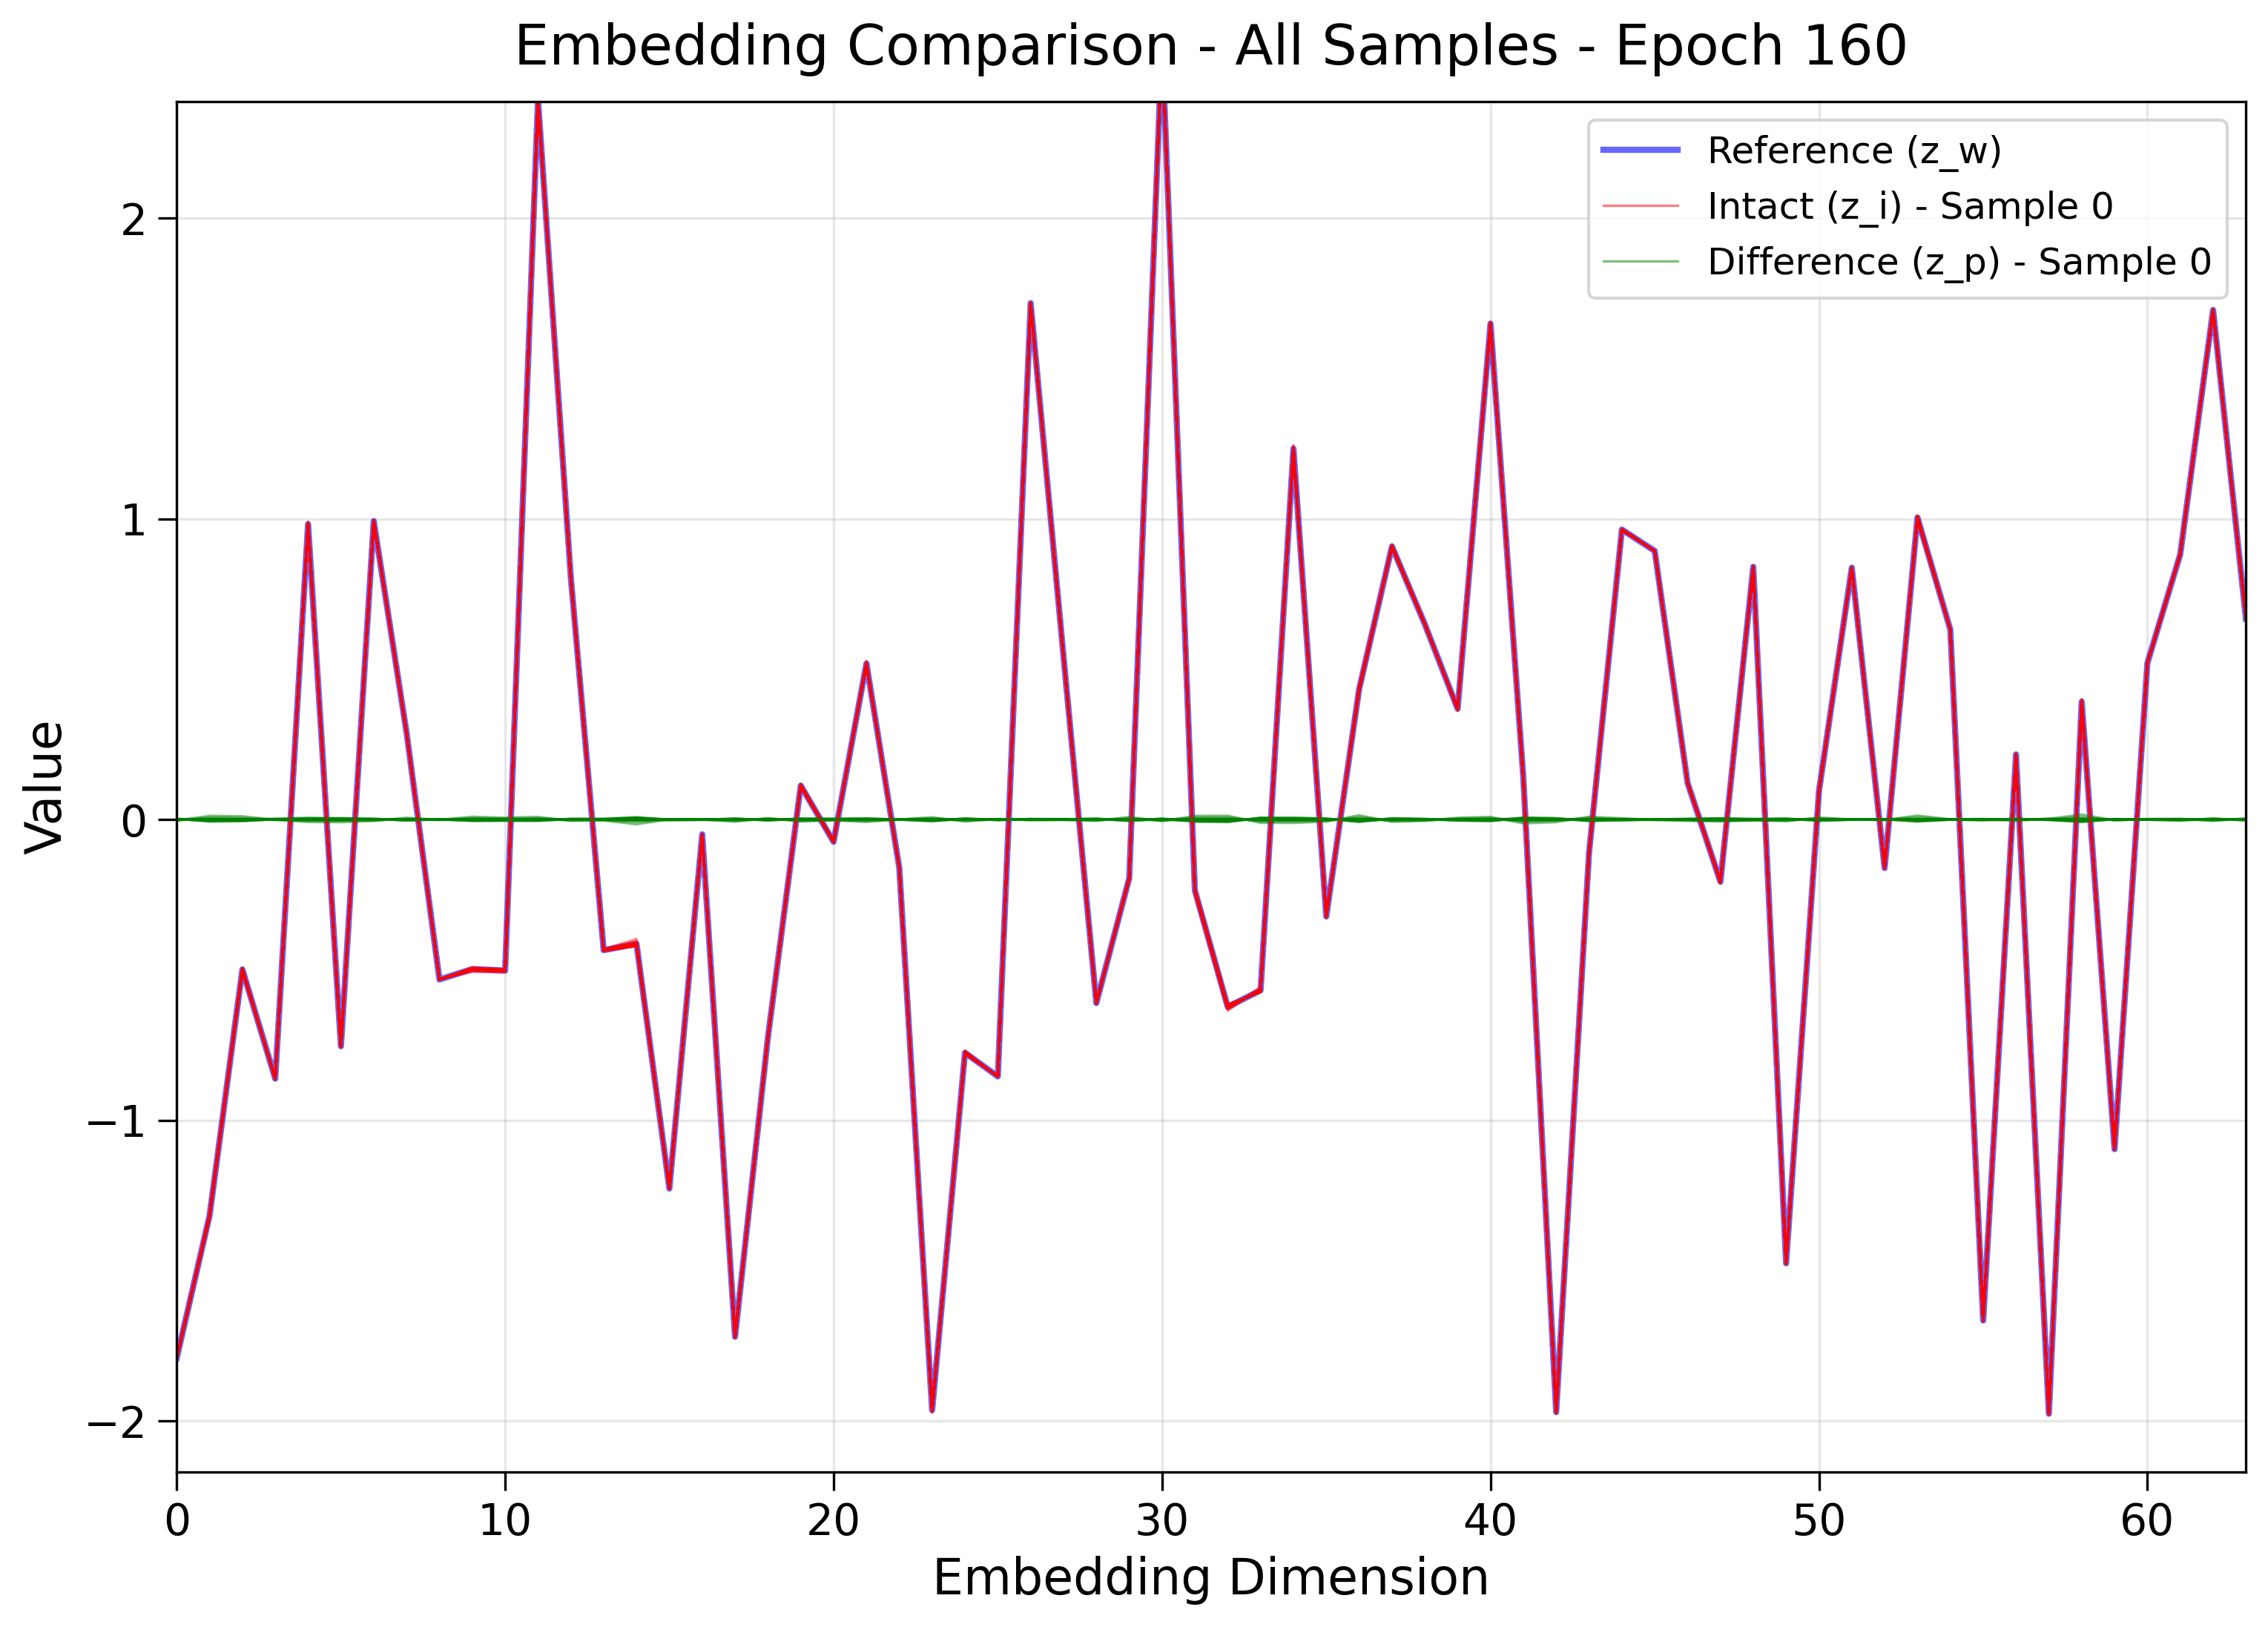 Embedding Comparison - All Samples - Epoch 160
Reference (z_w)
Intact (z_i) - Sample 0
Difference (z_p) - Sample 0
Value
2
1
0
−1
−2
0 10 20 30 40 50 60
Embedding Dimension